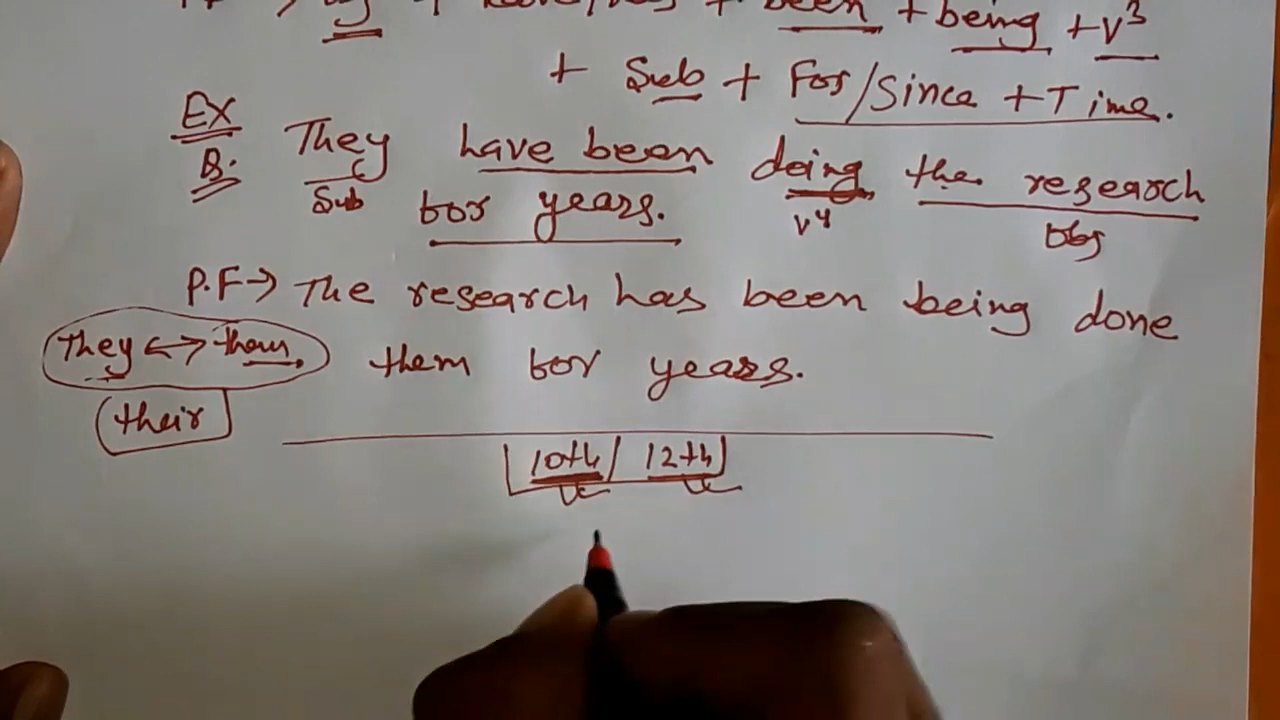 + been + being + V³
+ Sub + For/Since + Time.
EX
B. They have been doing the research
Sub V4 Obj
for years.
P.F → The research has been being done
They ↔ them them for years.
their
10th / 12th